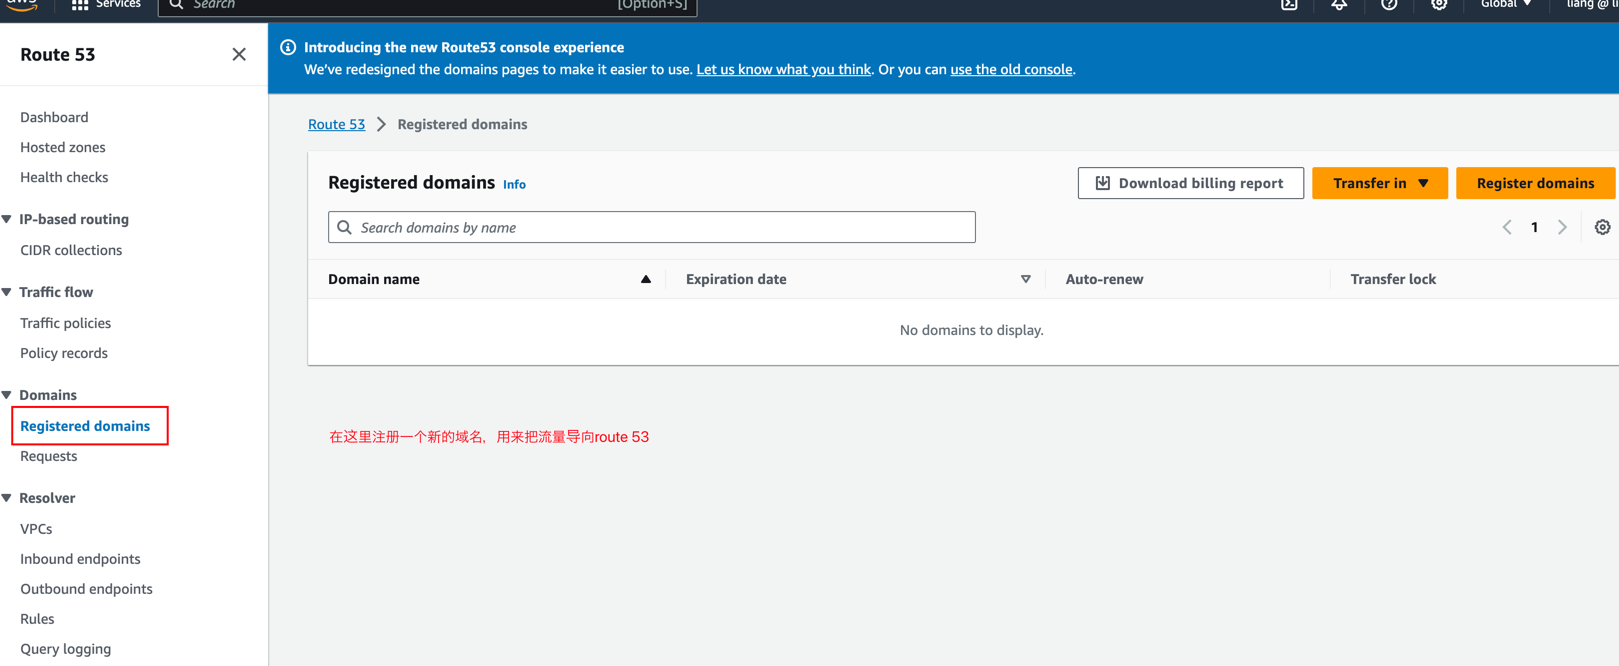 aws
Services
Search
[Option+S]
Global
liang @ li
Route 53
Introducing the new Route53 console experience
We've redesigned the domains pages to make it easier to use. Let us know what you think. Or you can use the old console.
Dashboard
Hosted zones
Health checks
IP-based routing
CIDR collections
Traffic flow
Traffic policies
Policy records
Domains
Registered domains
Requests
Resolver
VPCs
Inbound endpoints
Outbound endpoints
Rules
Query logging
Route 53 > Registered domains
Registered domains Info
Download billing report
Transfer in
Register domains
Search domains by name
1
Domain name
Expiration date
Auto-renew
Transfer lock
No domains to display.
在这里注册一个新的域名，用来把流量导向route 53